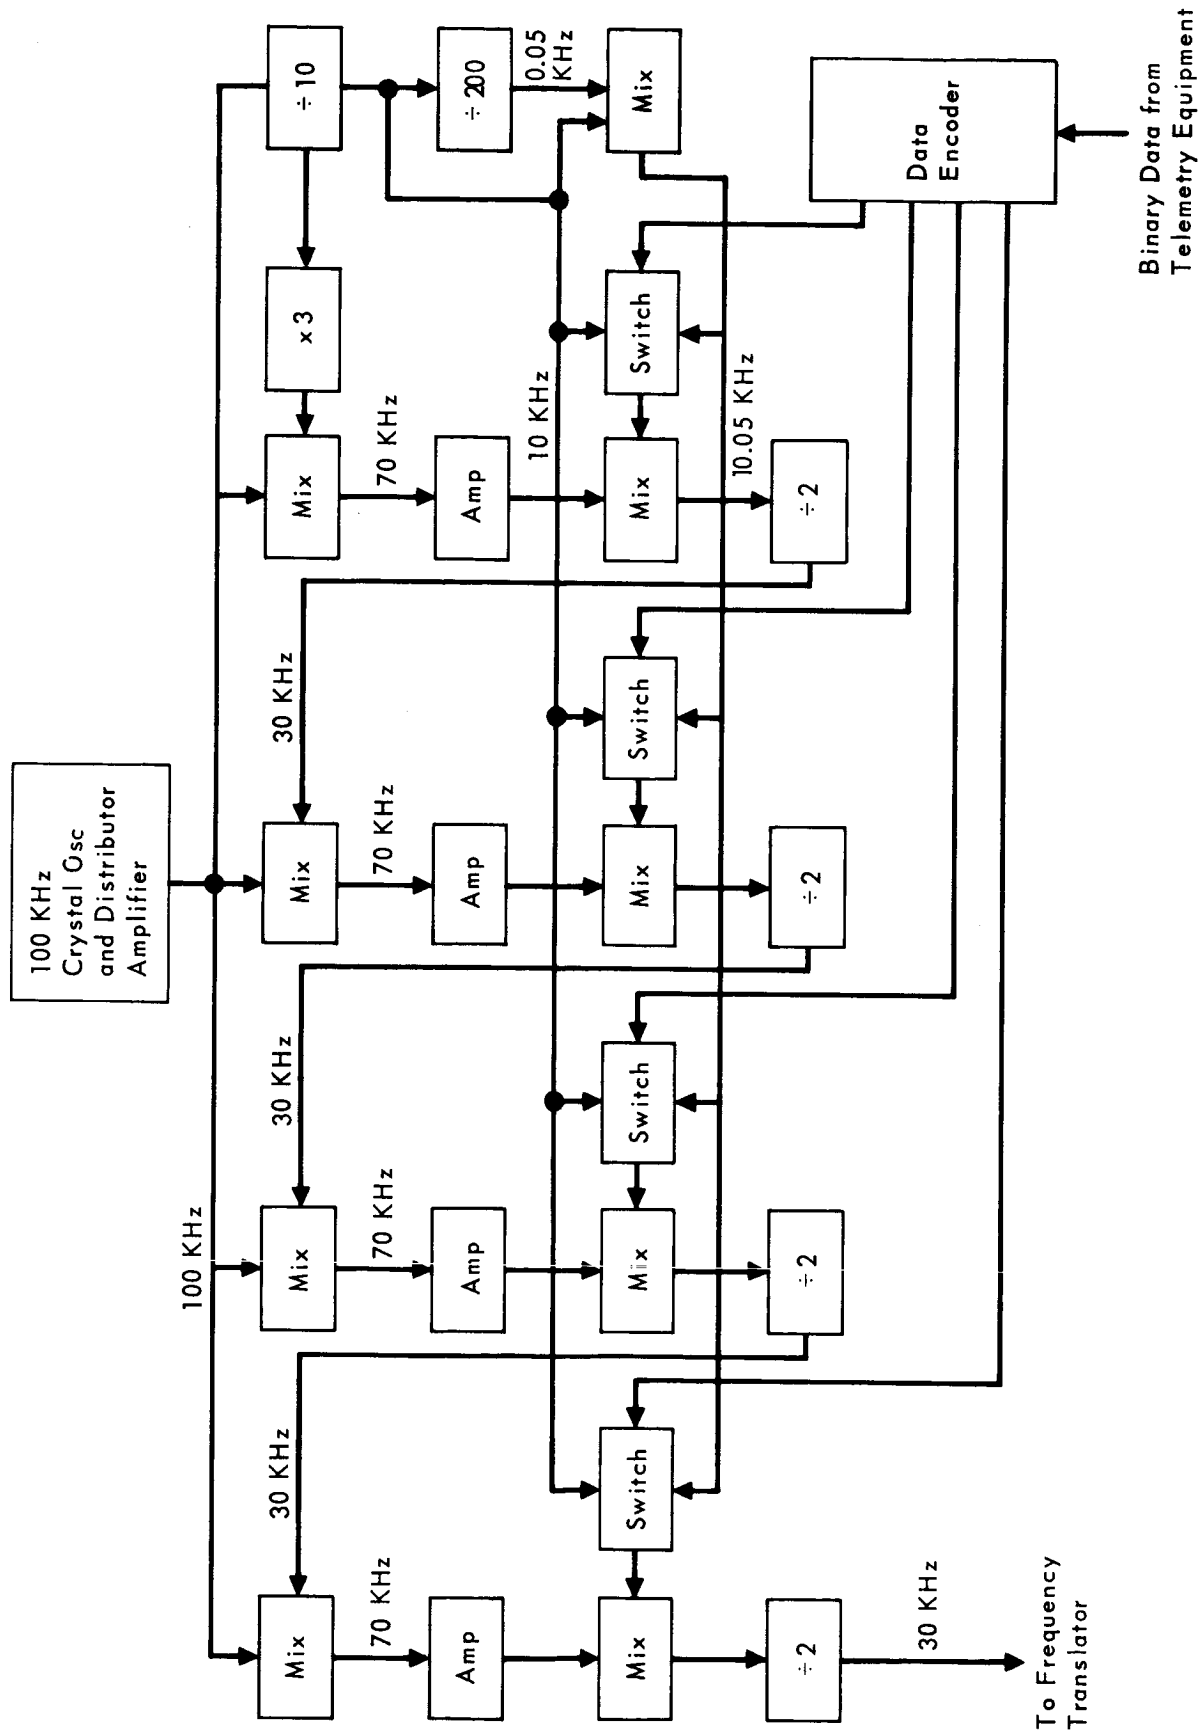 100 KHz
Crystal Osc
and Distributor
Amplifier
100 KHz
30 KHz
30 KHz
30 KHz
Mix
Mix
Mix
Mix
x 3
÷ 10
70 KHz
70 KHz
70 KHz
70 KHz
Amp
Amp
Amp
Amp
÷ 200
10 KHz
0.05
KHz
Mix
Switch
Mix
Switch
Mix
Switch
Mix
Switch
Mix
10.05 KHz
÷2
÷2
÷2
÷2
Data
Encoder
30 KHz
To Frequency
Translator
Binary Data from
Telemetry Equipment